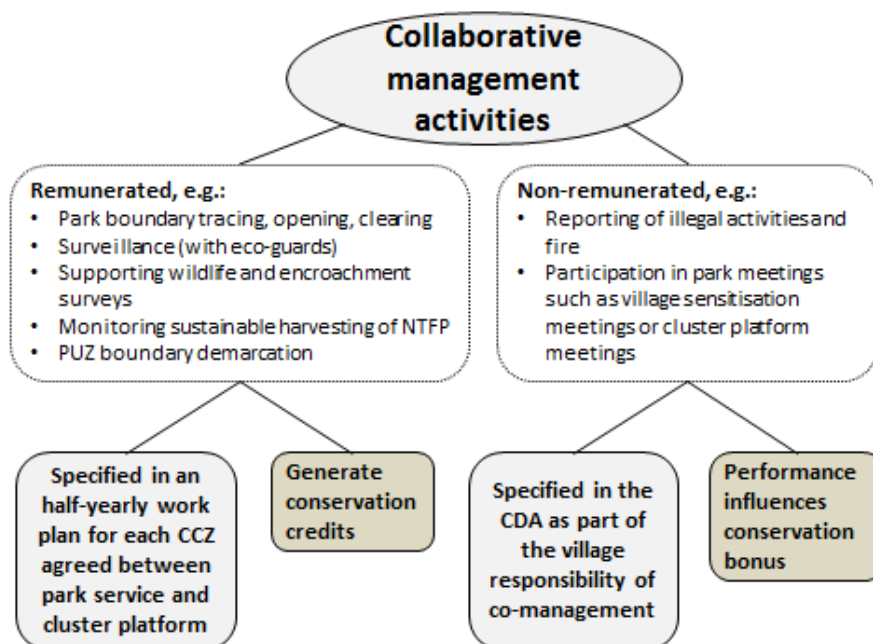 Collaborative
management
activities
Remunerated, e.g.:
• Park boundary tracing, opening, clearing
• Surveillance (with eco-guards)
• Supporting wildlife and encroachment
surveys
• Monitoring sustainable harvesting of NTFP
• PUZ boundary demarcation
Non-remunerated, e.g.:
• Reporting of illegal activities and
fire
• Participation in park meetings
such as village sensitisation
meetings or cluster platform
meetings
Specified in an
half-yearly work
plan for each CCZ
agreed between
park service and
cluster platform
Generate
conservation
credits
Specified in the
CDA as part of
the village
responsibility of
co-management
Performance
influences
conservation
bonus